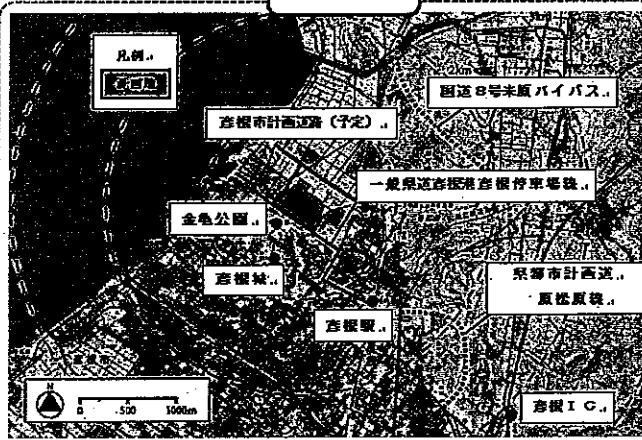 凡例
計画地
国道8号米原バイパス
彦根市計画道路（予定）
一般県道彦根港彦根停車場線
金亀公園
彦根城
県都市計画道
原松原線
彦根駅
N
0 500 1000m
彦根IC